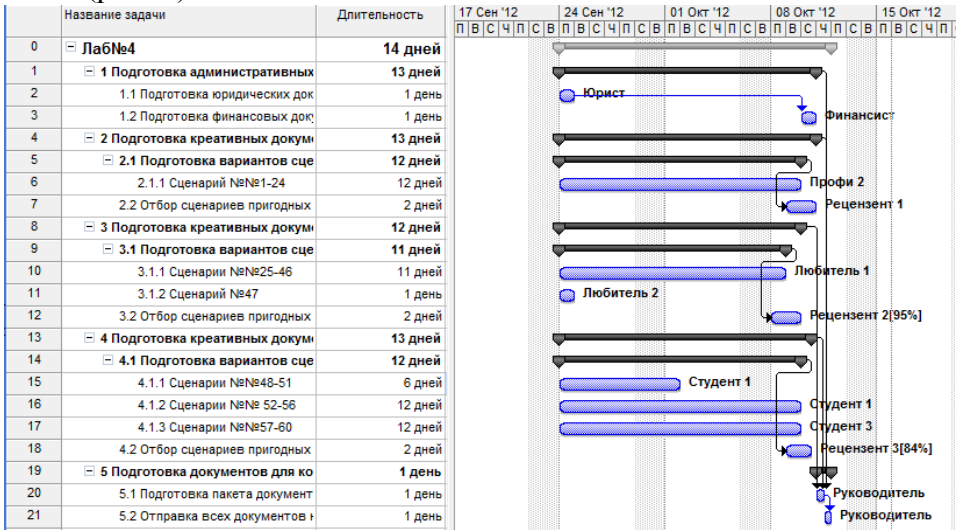 Название задачи Длительность 17 Сен '12 24 Сен '12 01 Окт '12 08 Окт '12 15 Окт '12
П В С Ч П С В П В С Ч П С В П В С Ч П С В П В С Ч П С В П В С Ч П
0 ЛабNo4 14 дней
1 1 Подготовка административных 13 дней
2 1.1 Подготовка юридических док 1 день Юрист
3 1.2 Подготовка финансовых док 1 день Финансист
4 2 Подготовка креативных докум 13 дней
5 2.1 Подготовка вариантов сце 12 дней
6 2.1.1 Сценарий №№1-24 12 дней Профи 2
7 2.2 Отбор сценариев пригодных 2 дней Рецензент 1
8 3 Подготовка креативных докум 12 дней
9 3.1 Подготовка вариантов сце 11 дней
10 3.1.1 Сценарии №№25-46 11 дней Любитель 1
11 3.1.2 Сценарий №47 1 день Любитель 2
12 3.2 Отбор сценариев пригодных 2 дней Рецензент 2[95%]
13 4 Подготовка креативных докум 13 дней
14 4.1 Подготовка вариантов сце 12 дней
15 4.1.1 Сценарии №№48-51 6 дней Студент 1
16 4.1.2 Сценарии №№ 52-56 12 дней Студент 1
17 4.1.3 Сценарии №№57-60 12 дней Студент 3
18 4.2 Отбор сценариев пригодных 2 дней Рецензент 3[84%]
19 5 Подготовка документов для ко 1 день
20 5.1 Подготовка пакета документ 1 день Руководитель
21 5.2 Отправка всех документов н 1 день Руководитель